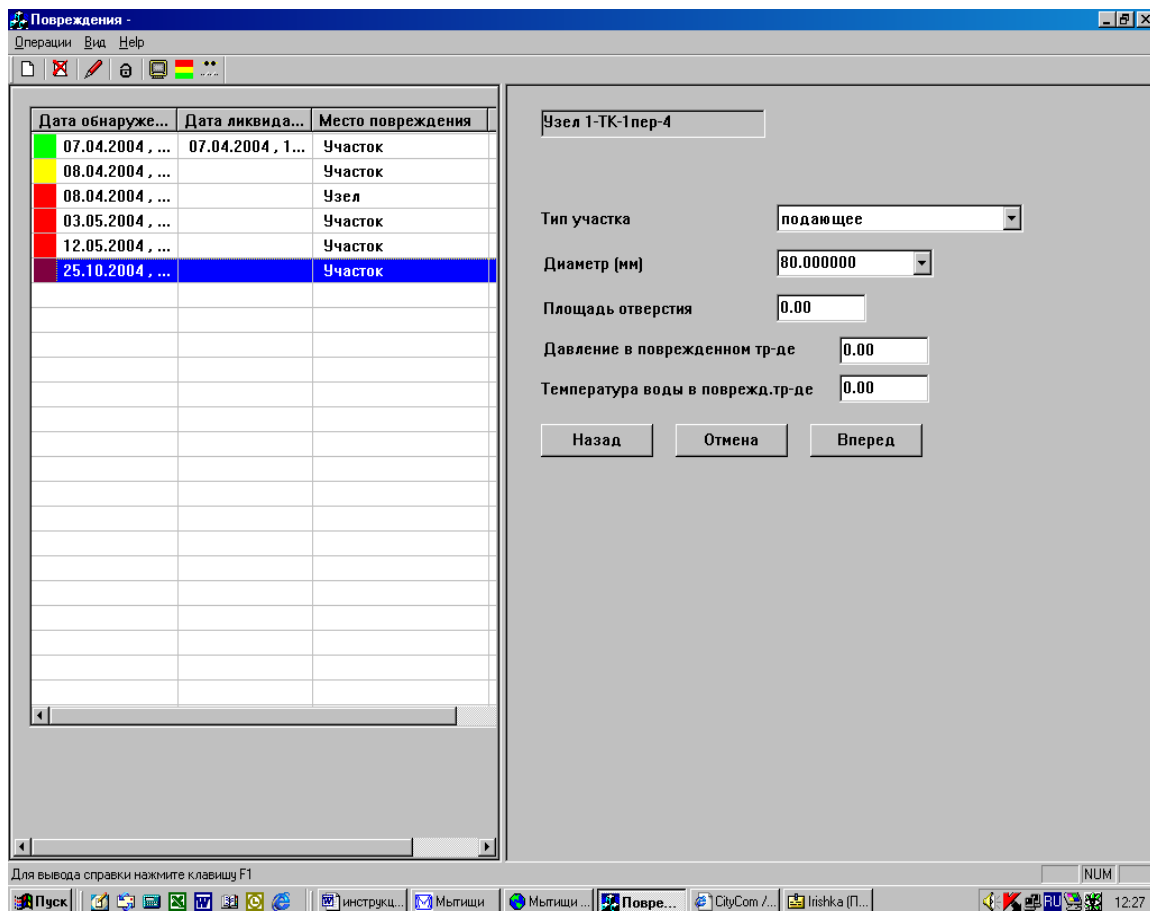 Повреждения -
Операции Вид Help
Дата обнаруже... Дата ликвида... Место повреждения
07.04.2004 , ... 07.04.2004 , 1... Участок
08.04.2004 , ... Участок
08.04.2004 , ... Узел
03.05.2004 , ... Участок
12.05.2004 , ... Участок
25.10.2004 , ... Участок
Узел 1-ТК-1пер-4
Тип участка подающее
Диаметр (мм) 80.000000
Площадь отверстия 0.00
Давление в поврежденном тр-де 0.00
Температура воды в поврежд.тр-де 0.00
Назад Отмена Вперед
Для вывода справки нажмите клавишу F1 NUM
Пуск инструкц... Мытищи Мытищи ... Повре... CityCom /... Irishka (П... RU 12:27